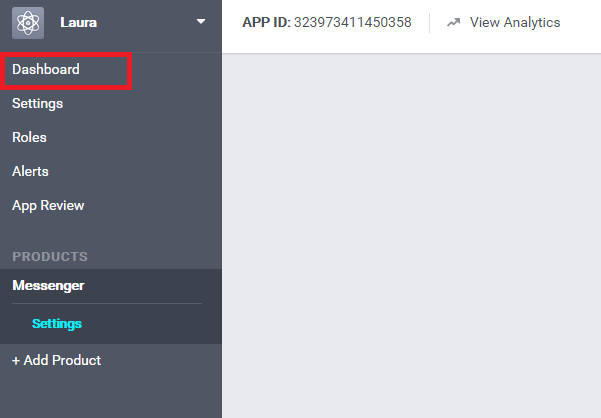 Laura
APP ID: 323973411450358
View Analytics
Dashboard
Settings
Roles
Alerts
App Review
PRODUCTS
Messenger
Settings
+ Add Product